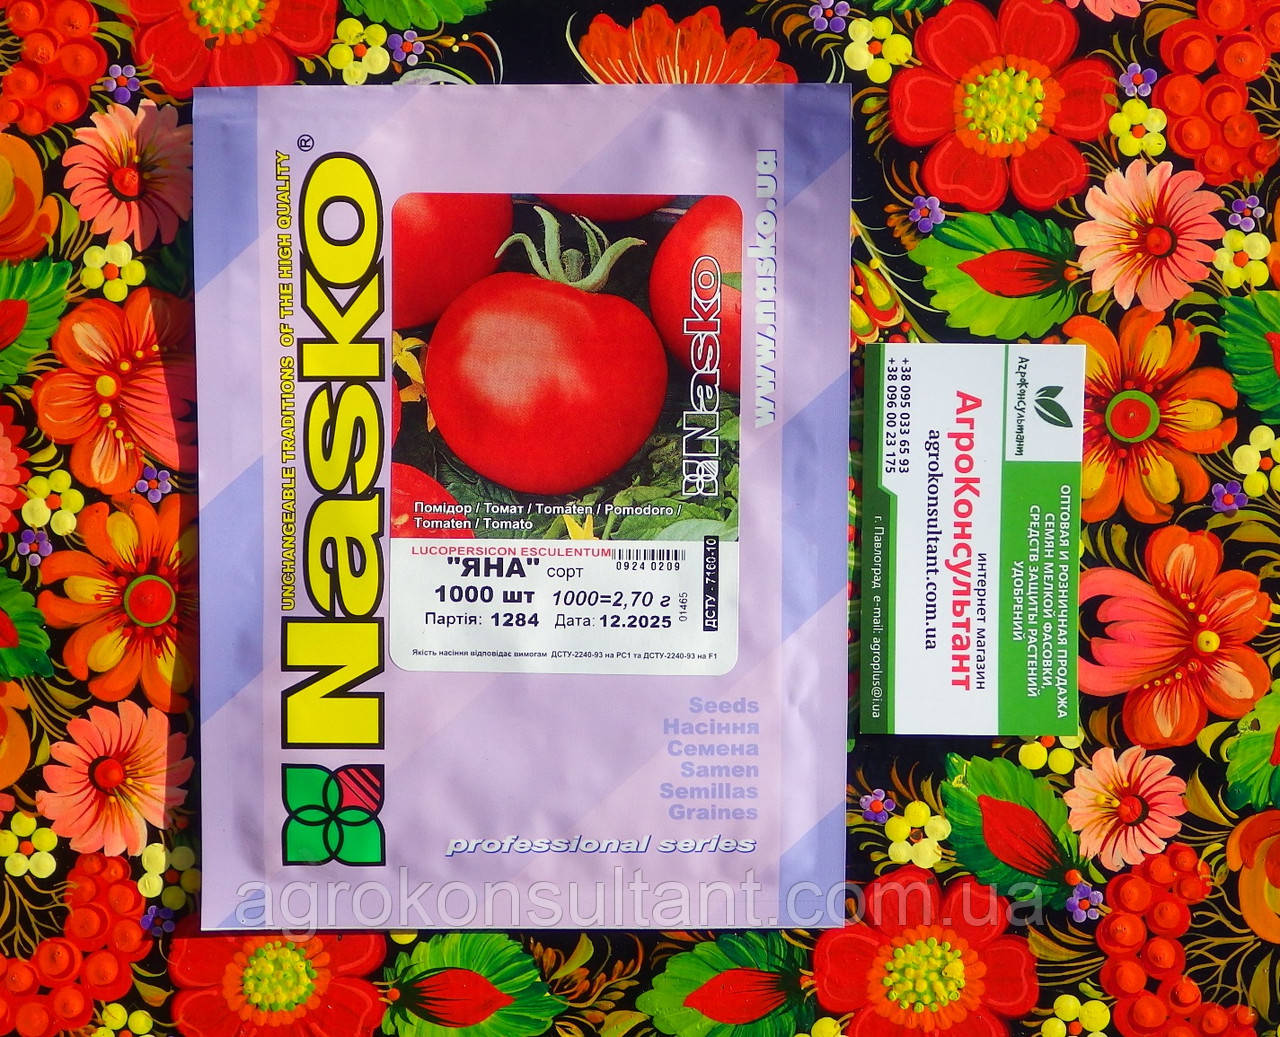 UNCHANGEABLE TRADITIONS OF THE HIGH QUALITY
Nasko®
www.nasko.ua
Nasko
Помідор / Томат / Tomaten / Pomodoro /
Tomaten / Tomato
LUCOPERSICON ESCULENTUM
0924 0209
"ЯНА" сорт
1000 шт 1000=2,70 г
Партія: 1284 Дата: 12.2025
01465
ДСТУ - 7160-10
Якість насіння відповідає вимогам ДСТУ-2240-93 на РС1 та ДСТУ-2240-93 на F1
Seeds
Насіння
Семена
Samen
Semillas
Graines
professional series
АгроКонсультант
ОПТОВАЯ И РОЗНИЧНАЯ ПРОДАЖА
СЕМЯН МЕЛКОЙ ФАСОВКИ,
СРЕДСТВ ЗАЩИТЫ РАСТЕНИЙ
УДОБРЕНИЙ
интернет магазин
АгроКонсультант
agrokonsultant.com.ua
+38 095 033 65 93
+38 096 00 23 175
г. Павлоград e-mail: agroplus@i.ua
agrokonsultant.com.ua